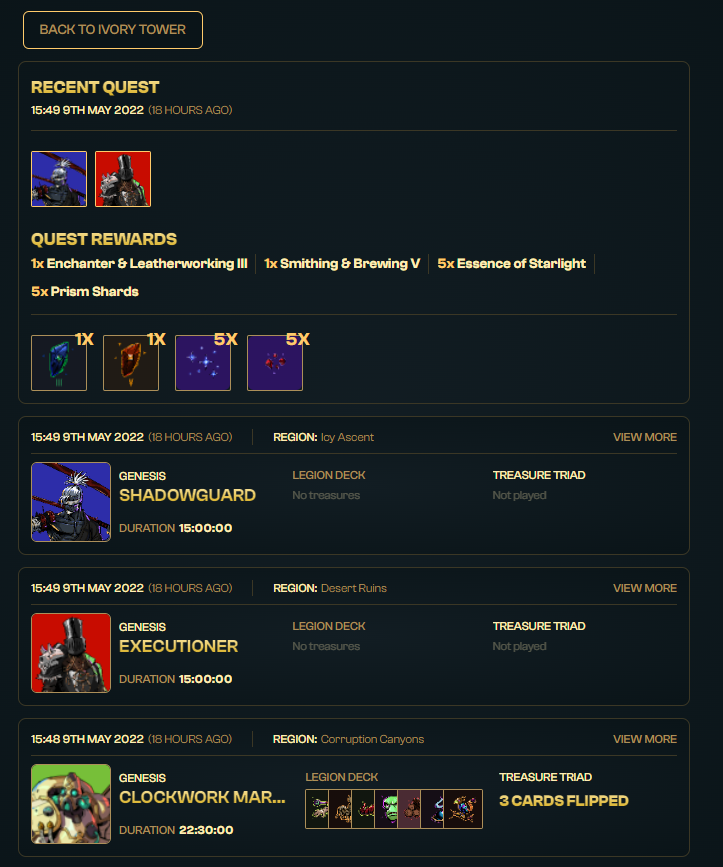 BACK TO IVORY TOWER
RECENT QUEST
15:49 9TH MAY 2022 (18 HOURS AGO)
QUEST REWARDS
1x Enchanter & Leatherworking III 1x Smithing & Brewing V 5x Essence of Starlight
5x Prism Shards
1X 1X 5X 5X
III V
15:49 9TH MAY 2022 (18 HOURS AGO) REGION: Icy Ascent VIEW MORE
GENESIS LEGION DECK TREASURE TRIAD
SHADOWGUARD No treasures Not played
DURATION 15:00:00
15:49 9TH MAY 2022 (18 HOURS AGO) REGION: Desert Ruins VIEW MORE
GENESIS LEGION DECK TREASURE TRIAD
EXECUTIONER No treasures Not played
DURATION 15:00:00
15:48 9TH MAY 2022 (18 HOURS AGO) REGION: Corruption Canyons VIEW MORE
GENESIS LEGION DECK TREASURE TRIAD
CLOCKWORK MAR... 3 CARDS FLIPPED
DURATION 22:30:00